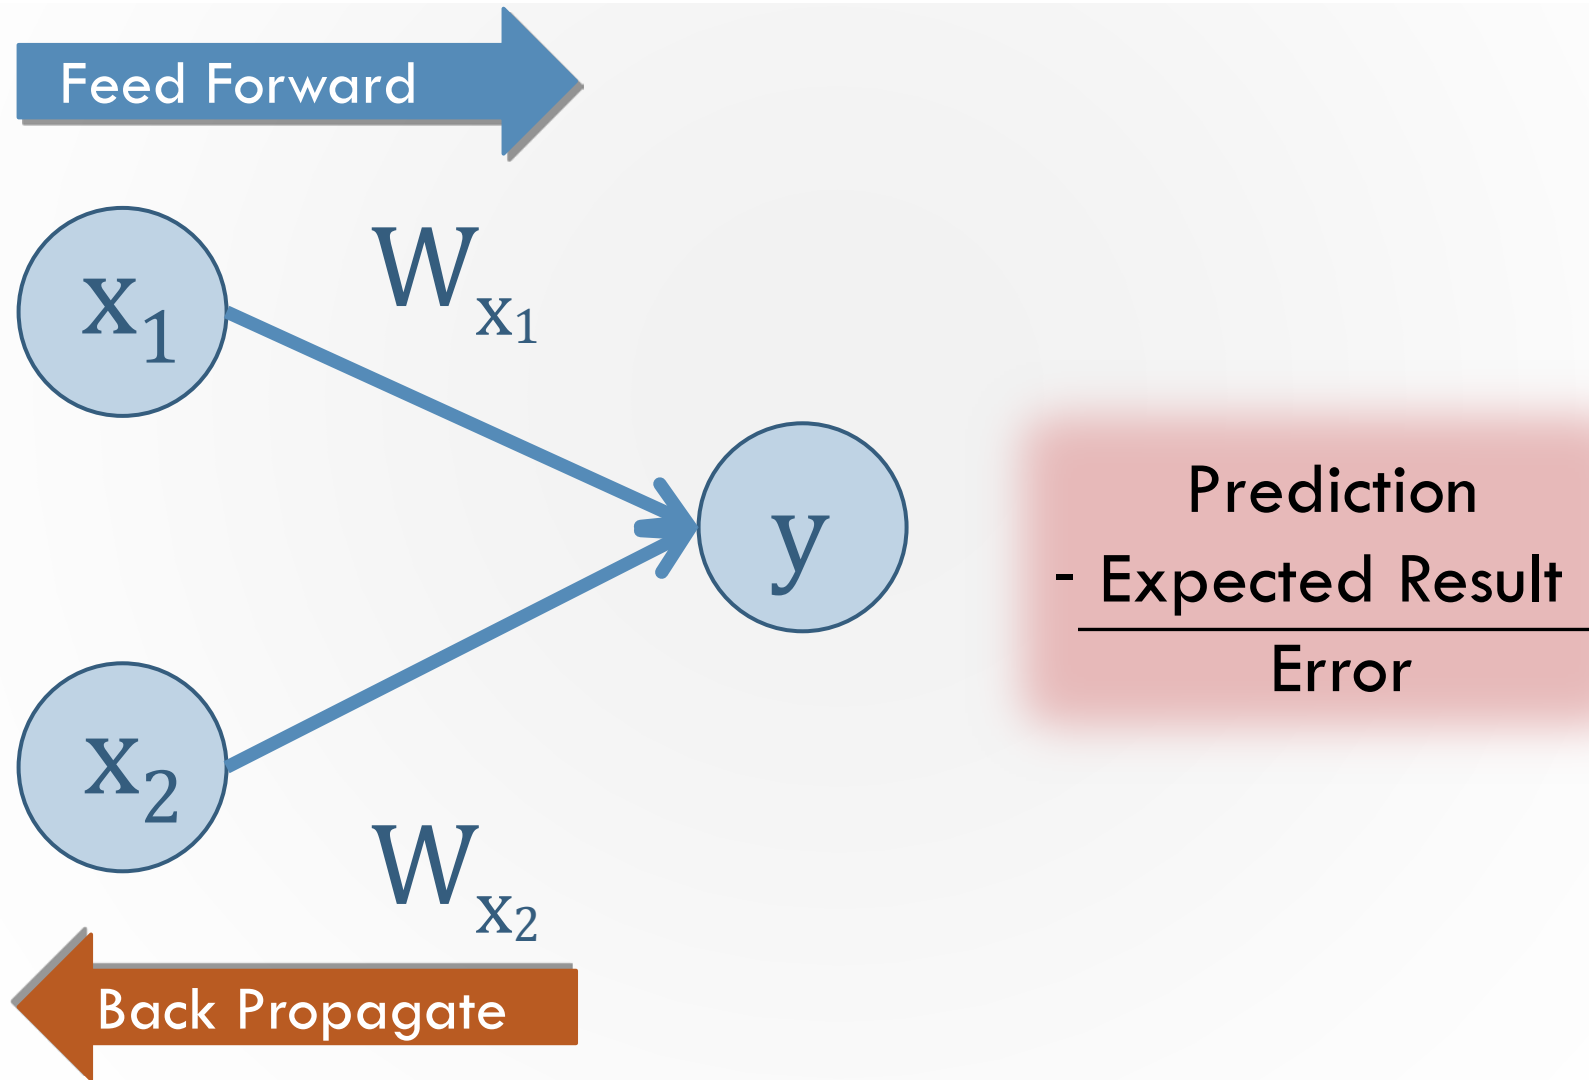 Feed Forward
x₁
Wₓ₁
y
Prediction
- Expected Result
Error
x₂
Wₓ₂
Back Propagate